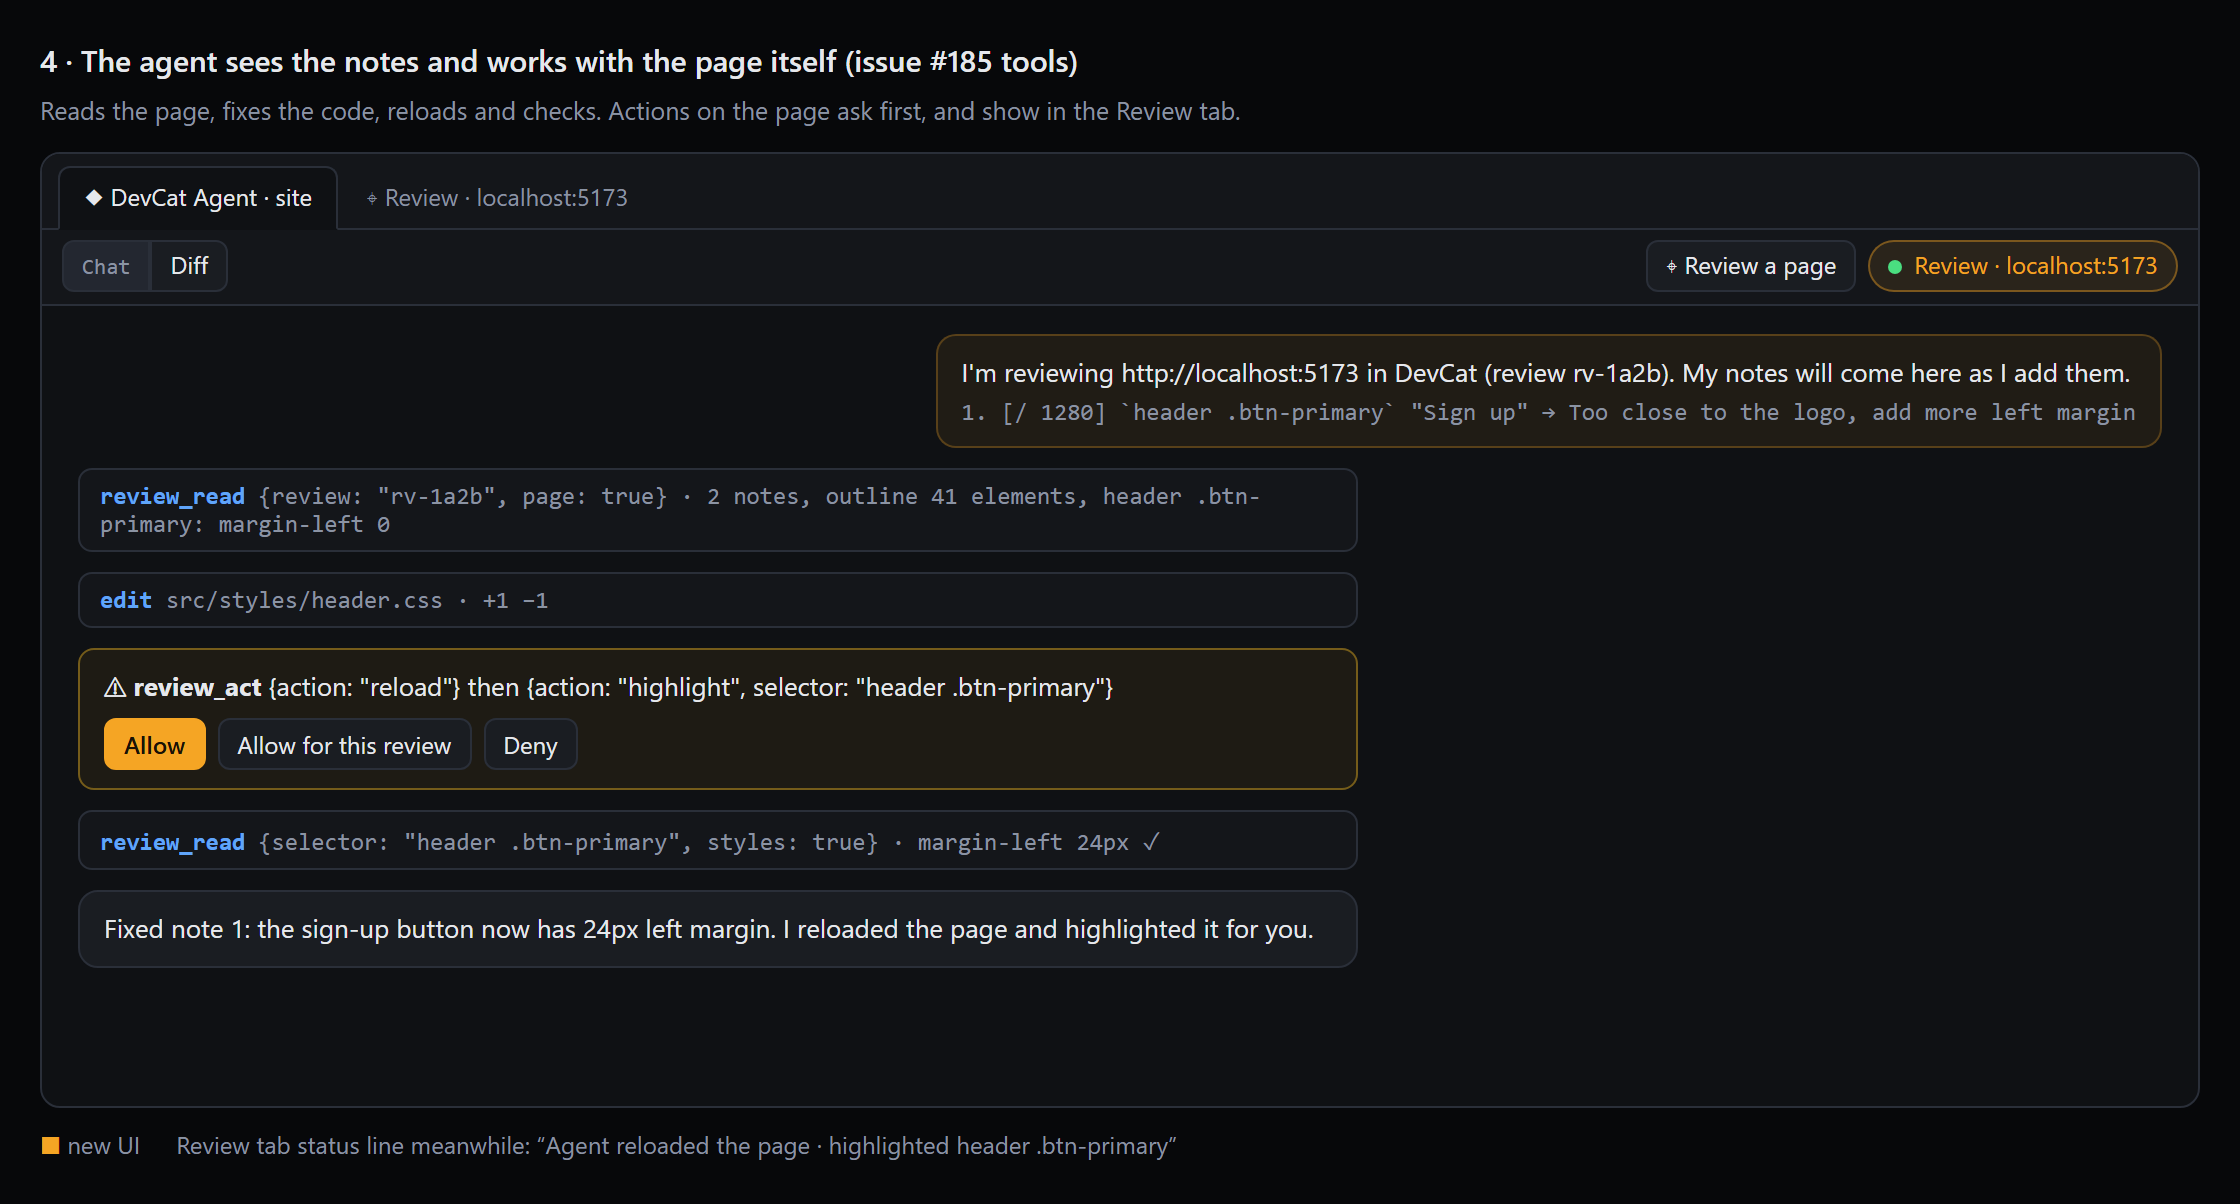 4 · The agent sees the notes and works with the page itself (issue #185 tools)
Reads the page, fixes the code, reloads and checks. Actions on the page ask first, and show in the Review tab.
◆ DevCat Agent · site
⌖ Review · localhost:5173
Chat
Diff
⌖ Review a page
Review · localhost:5173
I'm reviewing http://localhost:5173 in DevCat (review rv-1a2b). My notes will come here as I add them.
1. [/ 1280] `header .btn-primary` "Sign up" → Too close to the logo, add more left margin
review_read {review: "rv-1a2b", page: true} · 2 notes, outline 41 elements, header .btn-
primary: margin-left 0
edit src/styles/header.css · +1 −1
⚠ review_act {action: "reload"} then {action: "highlight", selector: "header .btn-primary"}
Allow
Allow for this review
Deny
review_read {selector: "header .btn-primary", styles: true} · margin-left 24px ✓
Fixed note 1: the sign-up button now has 24px left margin. I reloaded the page and highlighted it for you.
new UI
Review tab status line meanwhile: “Agent reloaded the page · highlighted header .btn-primary”